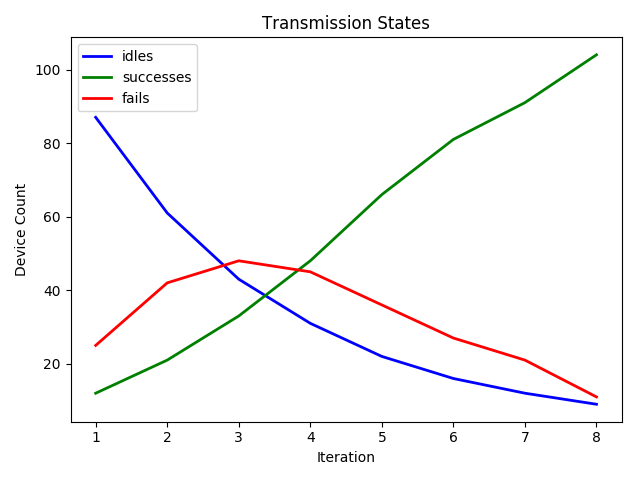 Transmission States
idles
successes
fails
Device Count
100
80
60
40
20
1 2 3 4 5 6 7 8
Iteration